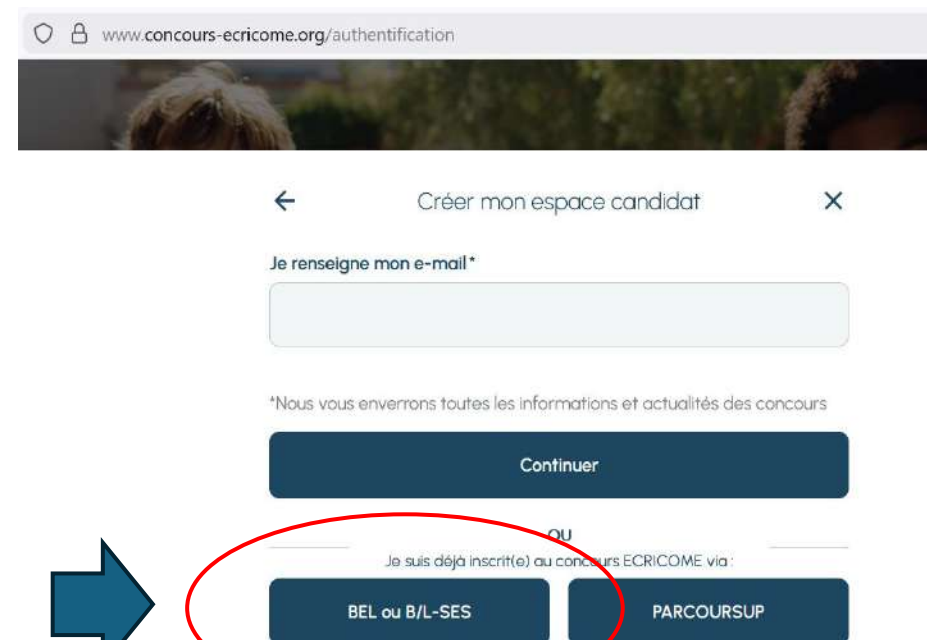 www.concours-ecricome.org/authentification
Créer mon espace candidat
Je renseigne mon e-mail*
*Nous vous enverrons toutes les informations et actualités des concours
Continuer
OU
Je suis déjà inscrit(e) au concours ECRICOME via :
BEL ou B/L-SES
PARCOURSUP